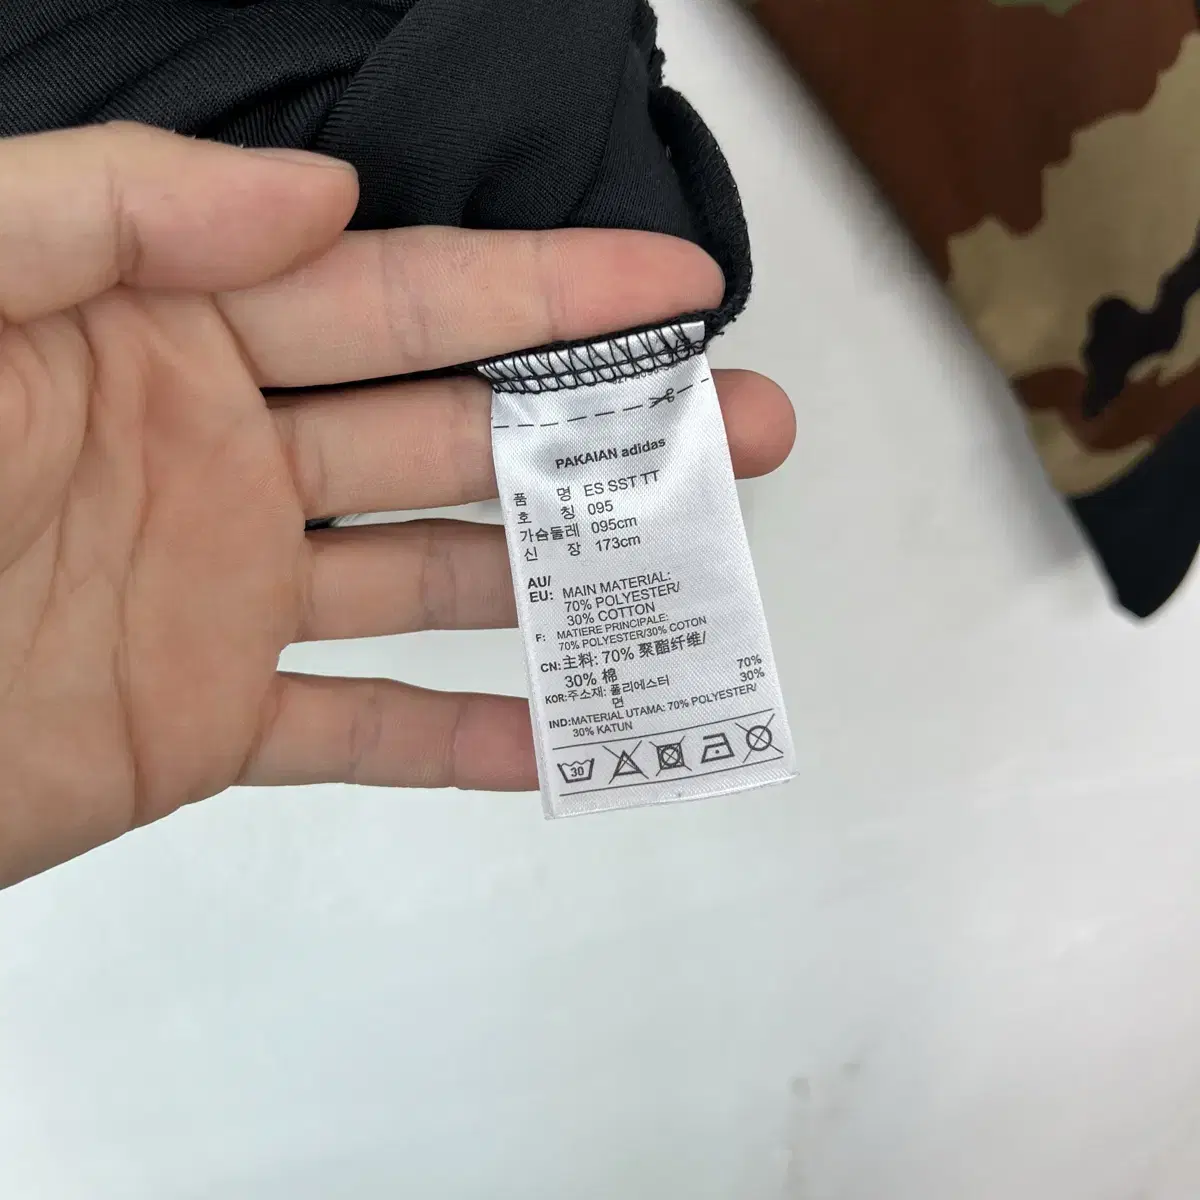 PAKAIAN adidas
품 명 ES SST TT
호 칭 095
가슴둘레 095cm
신 장 173cm
AU/
EU: MAIN MATERIAL:
70% POLYESTER/
30% COTTON
F: MATIERE PRINCIPALE:
70% POLYESTER/30% COTON
CN: 主料: 70% 聚酯纤维/
30% 棉
KOR: 주소재: 폴리에스터 70%
면 30%
IND: MATERIAL UTAMA: 70% POLYESTER/
30% KATUN
30